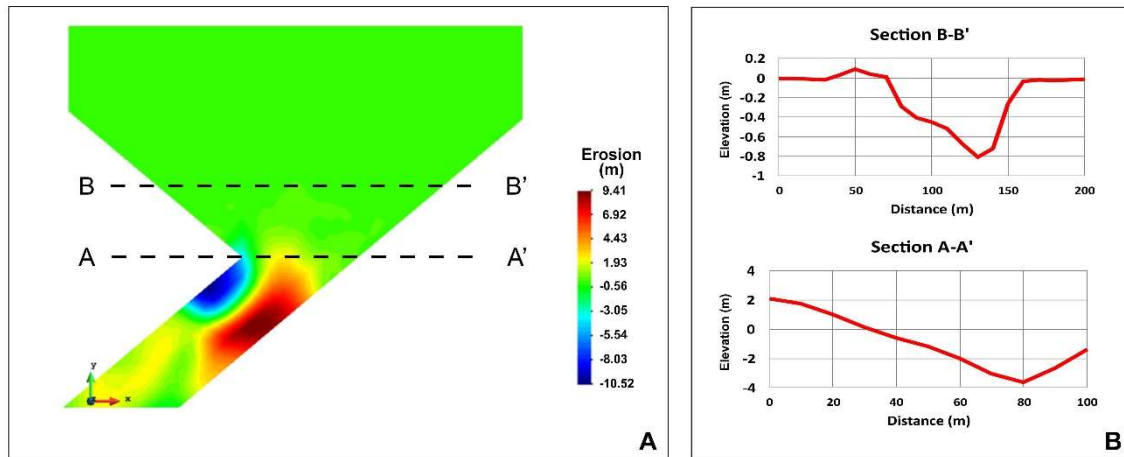 B B'
A A'
y
x
Erosion
(m)
9.41
6.92
4.43
1.93
-0.56
-3.05
-5.54
-8.03
-10.52
A
Section B-B'
Elevation (m)
0.2
0
-0.2
-0.4
-0.6
-0.8
-1
0 50 100 150 200
Distance (m)
Section A-A'
Elevation (m)
4
2
0
-2
-4
0 20 40 60 80 100
Distance (m)
B